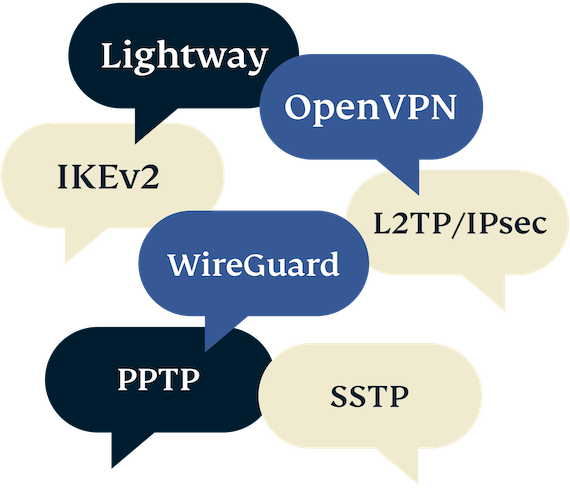 Lightway
OpenVPN
IKEv2
L2TP/IPsec
WireGuard
PPTP
SSTP